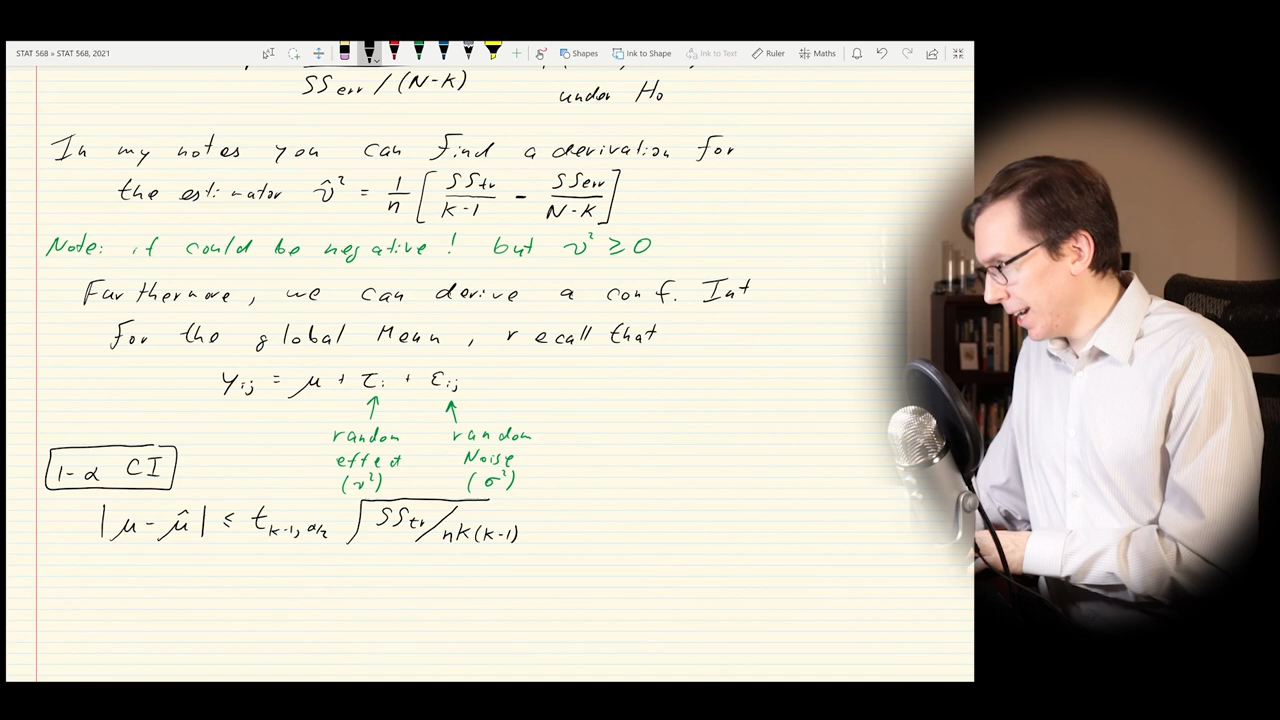 STAT 568 » STAT 568, 2021
Shapes Ink to Shape Ink to Text Ruler Maths
SSerr / (N-K)
under H₀
In my notes you can find a derivation for
the estimator ν̂² = 1/n [ SStr/K-1 - SSerr/N-K ]
Note: it could be negative! but ν² ≥ 0
Furthermore, we can derive a conf. Int
for the global Mean, recall that
yᵢⱼ = μ + τᵢ + εᵢⱼ
random random
effect Noise
(ν²) (σ²)
1-α CI
|μ - μ̂| ≤ t_{k-1, α/2} √(SStr / nk(k-1))